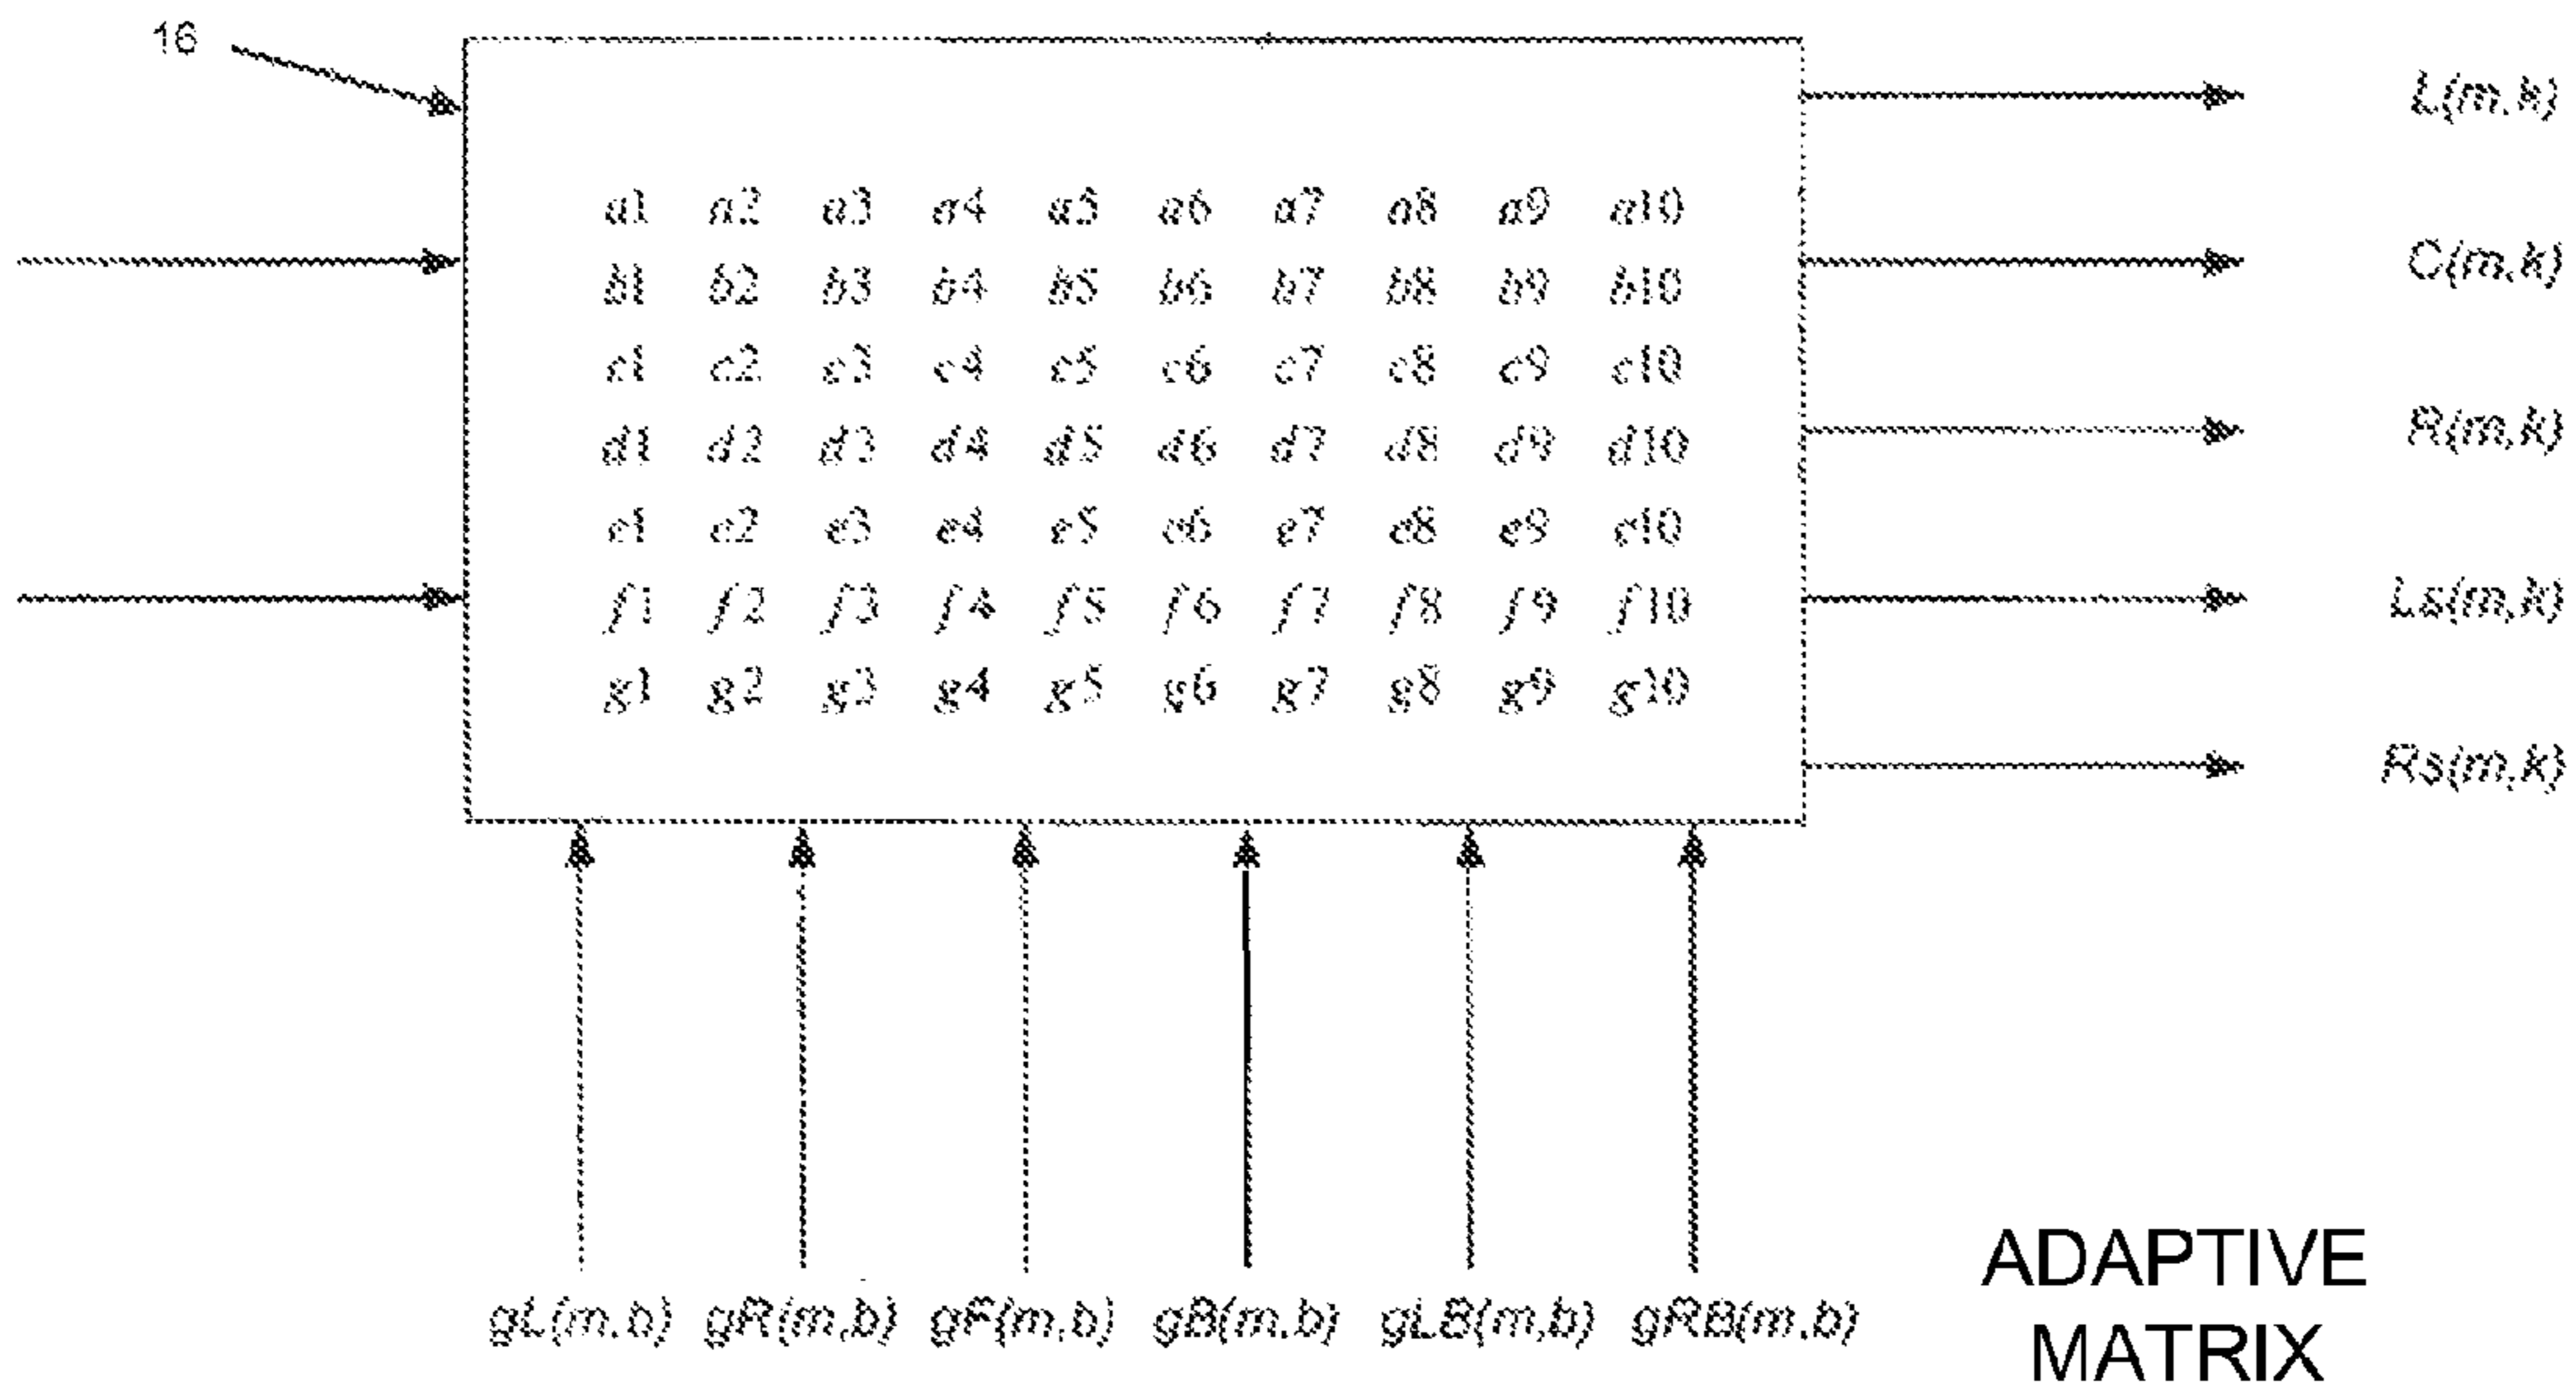 16
L(m,k)
a1 a2 a3 a4 a5 a6 a7 a8 a9 a10
C(m,k)
b1 b2 b3 b4 b5 b6 b7 b8 b9 b10
c1 c2 c3 c4 c5 c6 c7 c8 c9 c10
R(m,k)
d1 d2 d3 d4 d5 d6 d7 d8 d9 d10
e1 e2 e3 e4 e5 e6 e7 e8 e9 e10
f1 f2 f3 f4 f5 f6 f7 f8 f9 f10
Ls(m,k)
g1 g2 g3 g4 g5 g6 g7 g8 g9 g10
Rs(m,k)
gL(m,b) gR(m,b) gF(m,b) gB(m,b) gLB(m,b) gRB(m,b)
ADAPTIVE
MATRIX